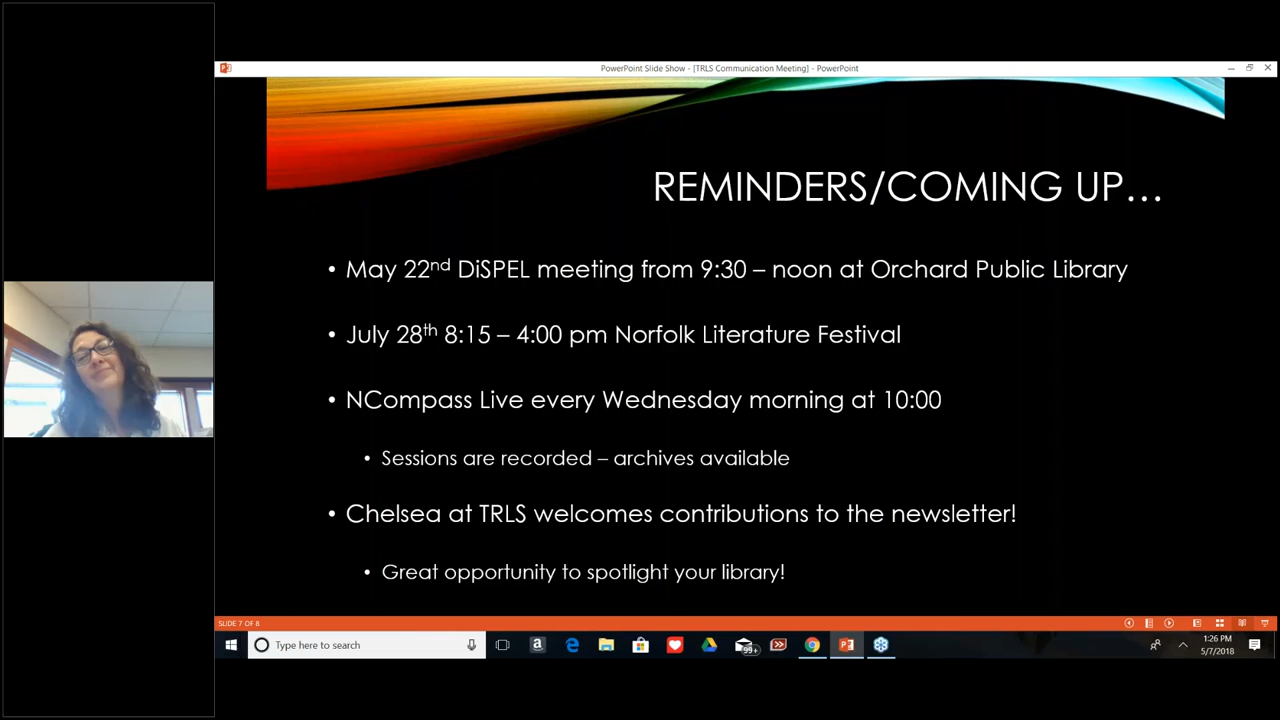 PowerPoint Slide Show - [TRLS Communication Meeting] - PowerPoint
REMINDERS/COMING UP…
• May 22nd DiSPEL meeting from 9:30 – noon at Orchard Public Library
• July 28th 8:15 – 4:00 pm Norfolk Literature Festival
• NCompass Live every Wednesday morning at 10:00
• Sessions are recorded – archives available
• Chelsea at TRLS welcomes contributions to the newsletter!
• Great opportunity to spotlight your library!
SLIDE 7 OF 8
Type here to search
99+
1:26 PM
5/7/2018